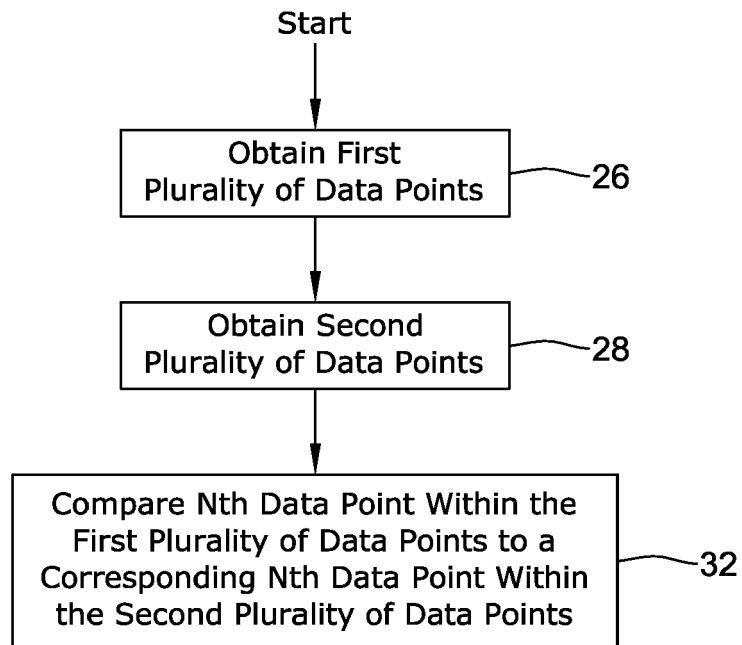 Start
Obtain First
Plurality of Data Points
26
Obtain Second
Plurality of Data Points
28
Compare Nth Data Point Within the
First Plurality of Data Points to a
Corresponding Nth Data Point Within
the Second Plurality of Data Points
32